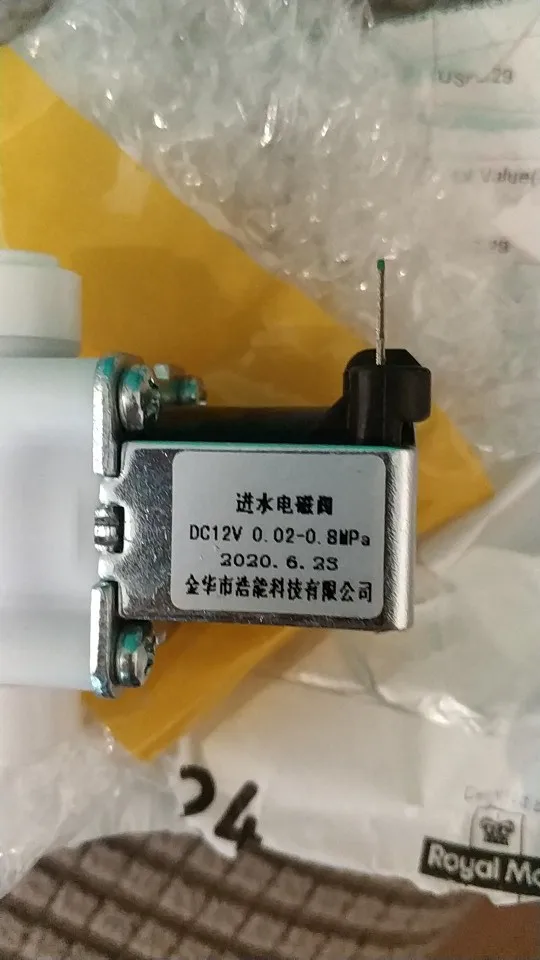 Value(
进水电磁阀
DC12V 0.02-0.8MPa
2020.6.23
金华市浩能科技有限公司
24
Royal